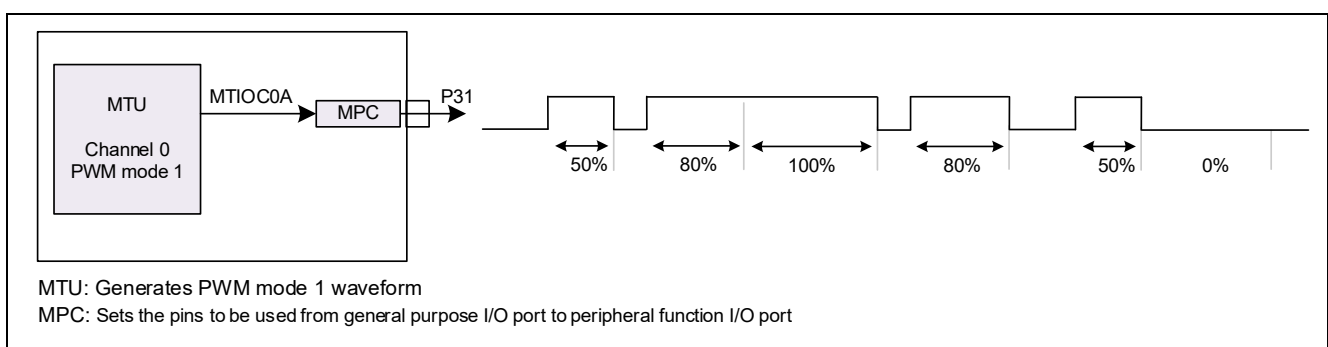 MTU
Channel 0
PWM mode 1
MTIOC0A
MPC
P31
50%
80%
100%
80%
50%
0%
MTU: Generates PWM mode 1 waveform
MPC: Sets the pins to be used from general purpose I/O port to peripheral function I/O port